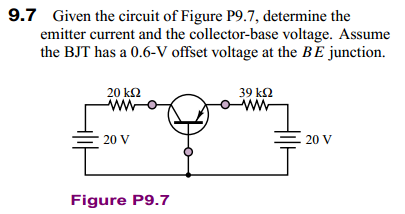 9.7 Given the circuit of Figure P9.7, determine the
emitter current and the collector-base voltage. Assume
the BJT has a 0.6-V offset voltage at the BE junction.
20 kΩ
39 kΩ
20 V
20 V
Figure P9.7